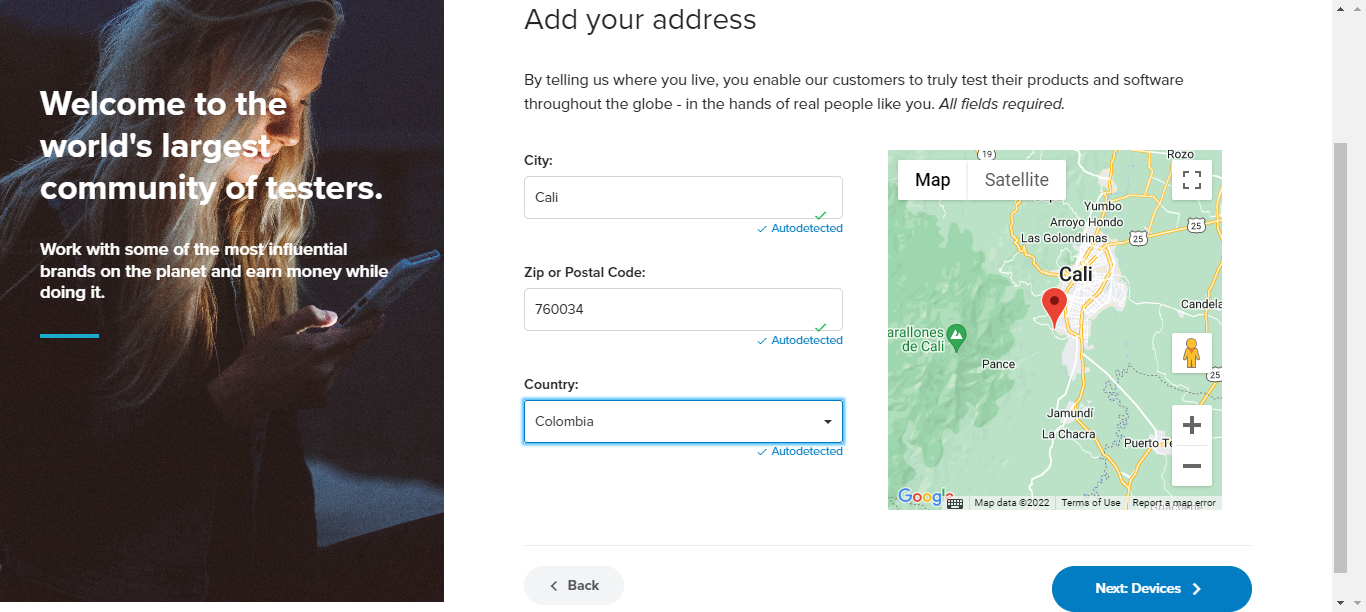 Welcome to the
world's largest
community of testers.
Work with some of the most influential
brands on the planet and earn money while
doing it.
Add your address
By telling us where you live, you enable our customers to truly test their products and software
throughout the globe - in the hands of real people like you. All fields required.
City:
Cali
Autodetected
Zip or Postal Code:
760034
Autodetected
Country:
Colombia
Autodetected
19
Rozo
Map
Satellite
Yumbo
Arroyo Hondo
25
Las Golondrinas
25
Cali
Candela
arallones
de Cali
Pance
25
Jamundí
La Chacra
Puerto Te
Google
Map data ©2022
Terms of Use
Report a map error
Back
Next: Devices